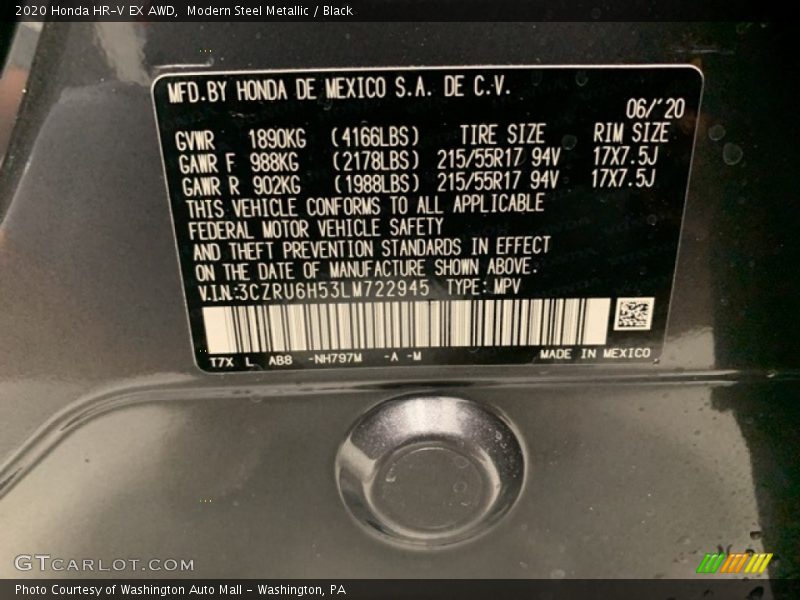 2020 Honda HR-V EX AWD, Modern Steel Metallic / Black
MFD.BY HONDA DE MEXICO S.A. DE C.V.
06/'20
GVWR 1890KG (4166LBS) TIRE SIZE RIM SIZE
GAWR F 988KG (2178LBS) 215/55R17 94V 17X7.5J
GAWR R 902KG (1988LBS) 215/55R17 94V 17X7.5J
THIS VEHICLE CONFORMS TO ALL APPLICABLE
FEDERAL MOTOR VEHICLE SAFETY
AND THEFT PREVENTION STANDARDS IN EFFECT
ON THE DATE OF MANUFACTURE SHOWN ABOVE.
V.IN:3CZRU6H53LM722945 TYPE: MPV
T7X L AB8 -NH797M -A -M MADE IN MEXICO
GTCARLOT.COM
Photo Courtesy of Washington Auto Mall - Washington, PA